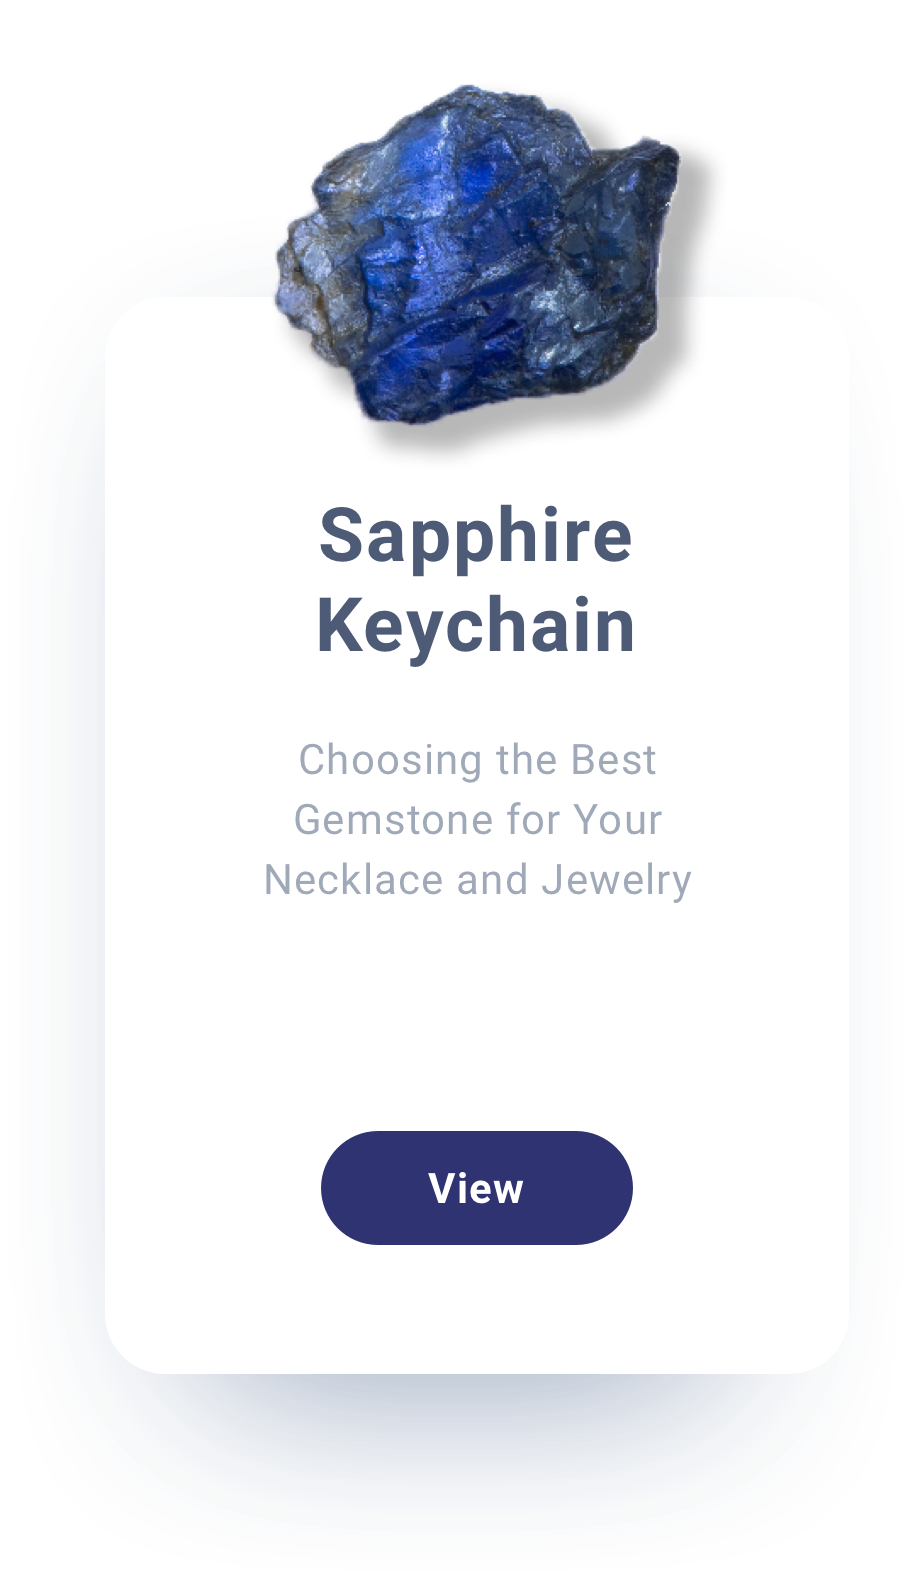 Sapphire
Keychain
Choosing the Best
Gemstone for Your
Necklace and Jewelry
View